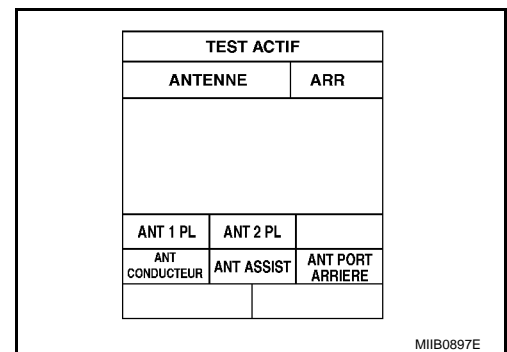 TEST ACTIF
ANTENNE ARR
ANT 1 PL ANT 2 PL
ANT CONDUCTEUR ANT ASSIST ANT PORT ARRIERE
MIIB0897E